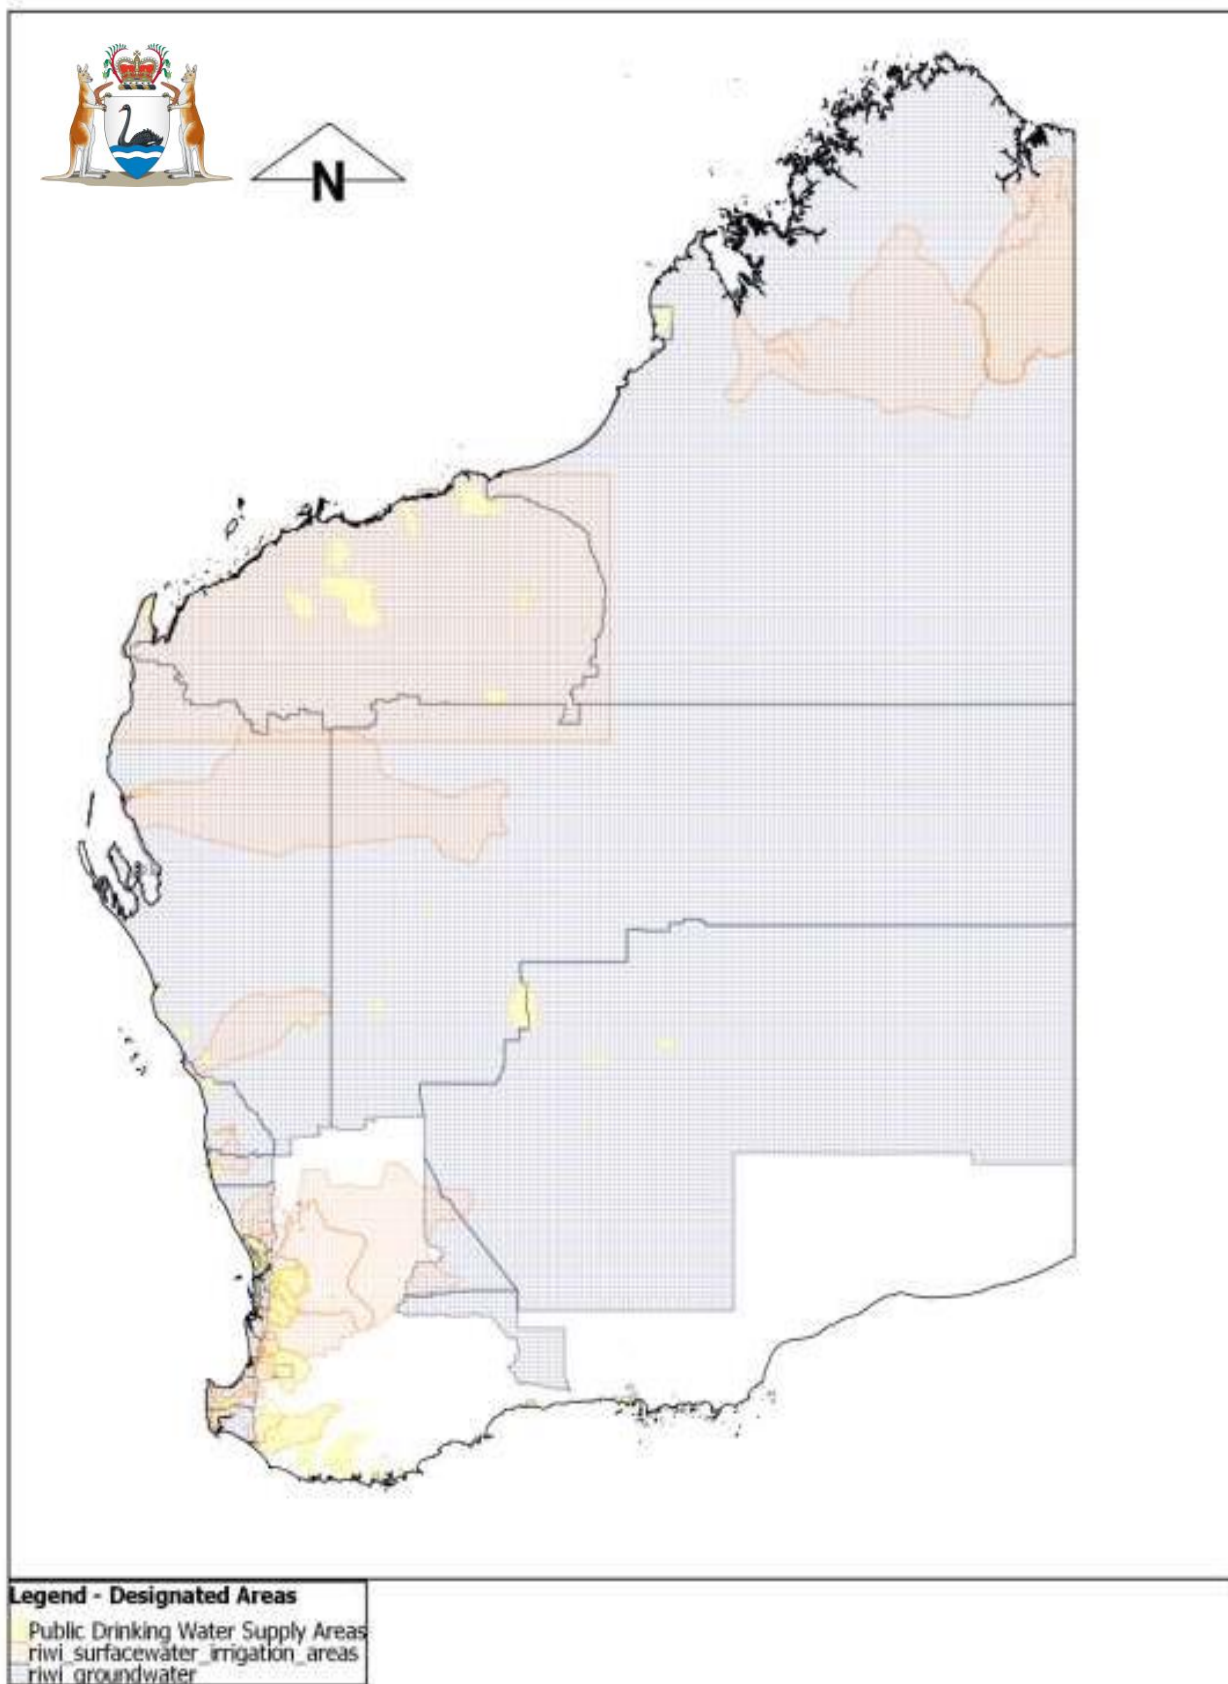 N
Legend - Designated Areas
Public Drinking Water Supply Areas
riwi_surfacewater_irrigation_areas
riwi_groundwater